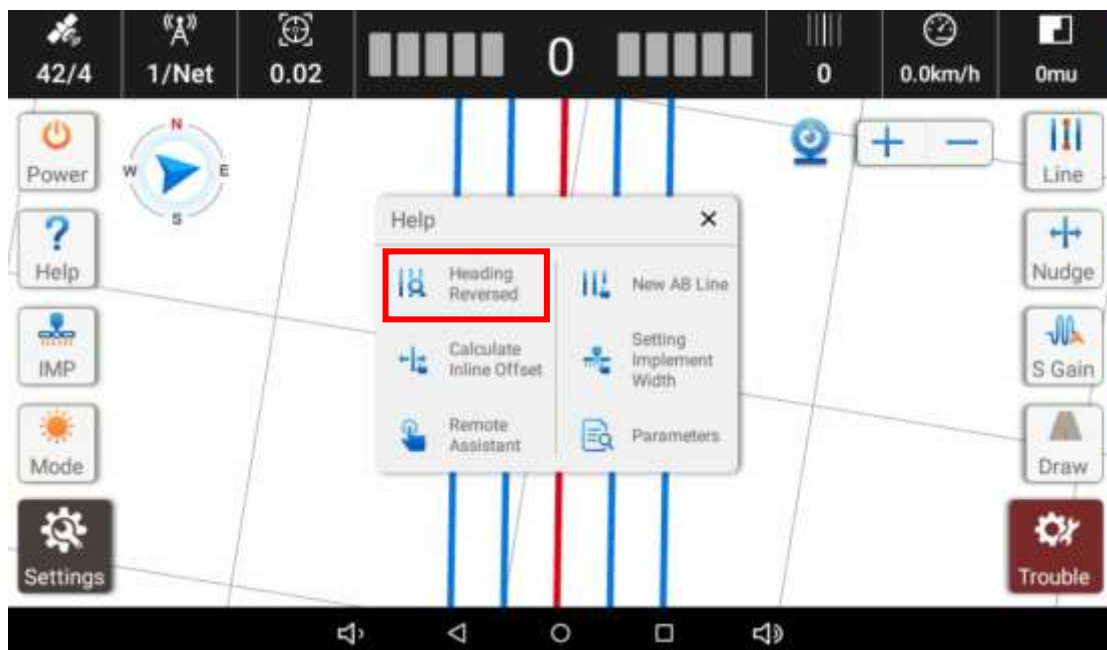 42/4
1/Net
0.02
0
0
0.0km/h
0mu
Power
Help
IMP
Mode
Settings
N
W
E
S
Help
Heading
Reversed
New AB Line
Calculate
Inline Offset
Setting
Implement
Width
Remote
Assistant
Parameters
Line
Nudge
S Gain
Draw
Trouble